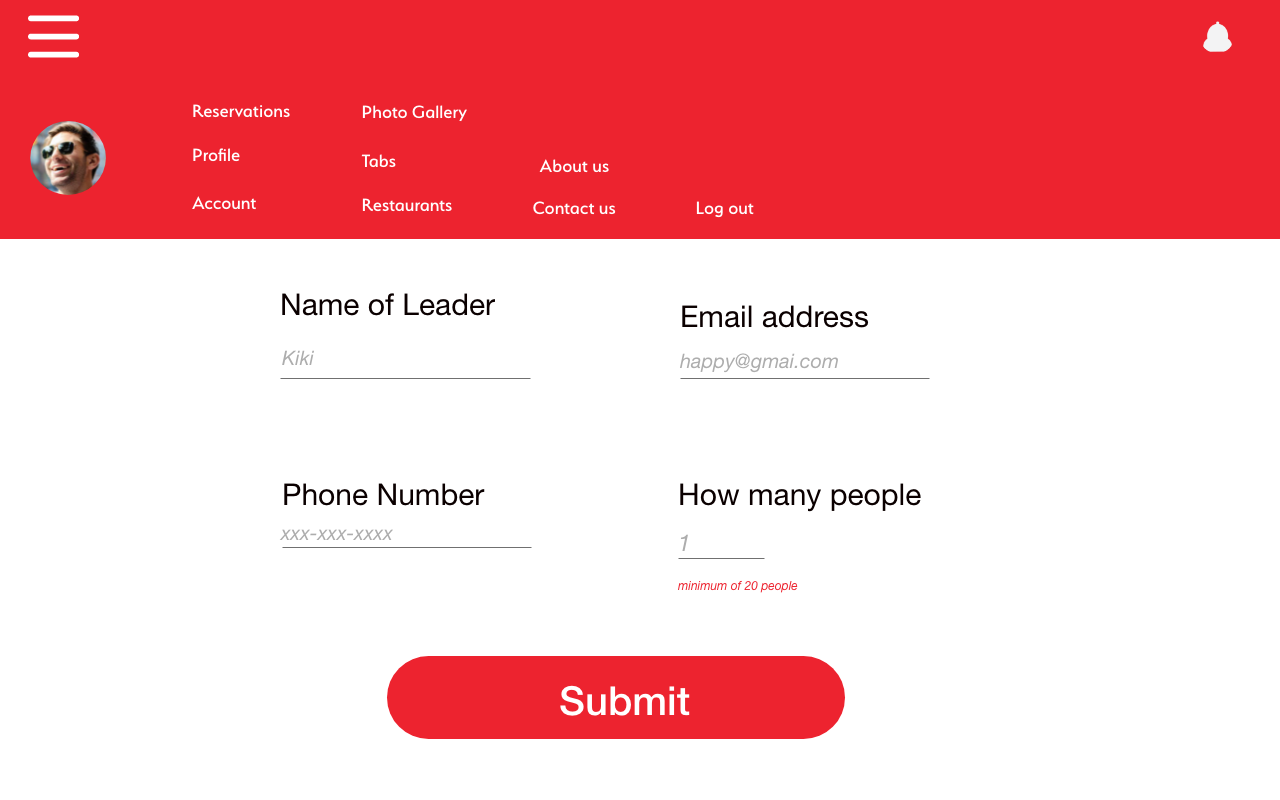 Reservations
Photo Gallery
Profile
Tabs
About us
Account
Restaurants
Contact us
Log out
Name of Leader
Email address
Kiki
happy@gmai.com
Phone Number
How many people
xxx-xxx-xxxx
1
minimum of 20 people
Submit